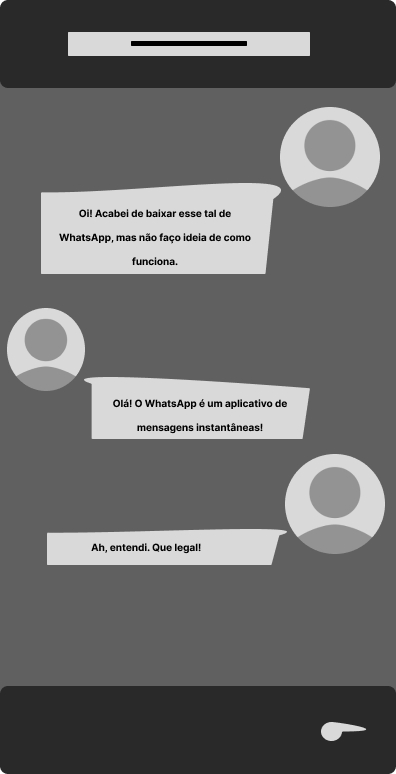 Oi! Acabei de baixar esse tal de
WhatsApp, mas não faço ideia de como
funciona.
Olá! O WhatsApp é um aplicativo de
mensagens instantâneas!
Ah, entendi. Que legal!